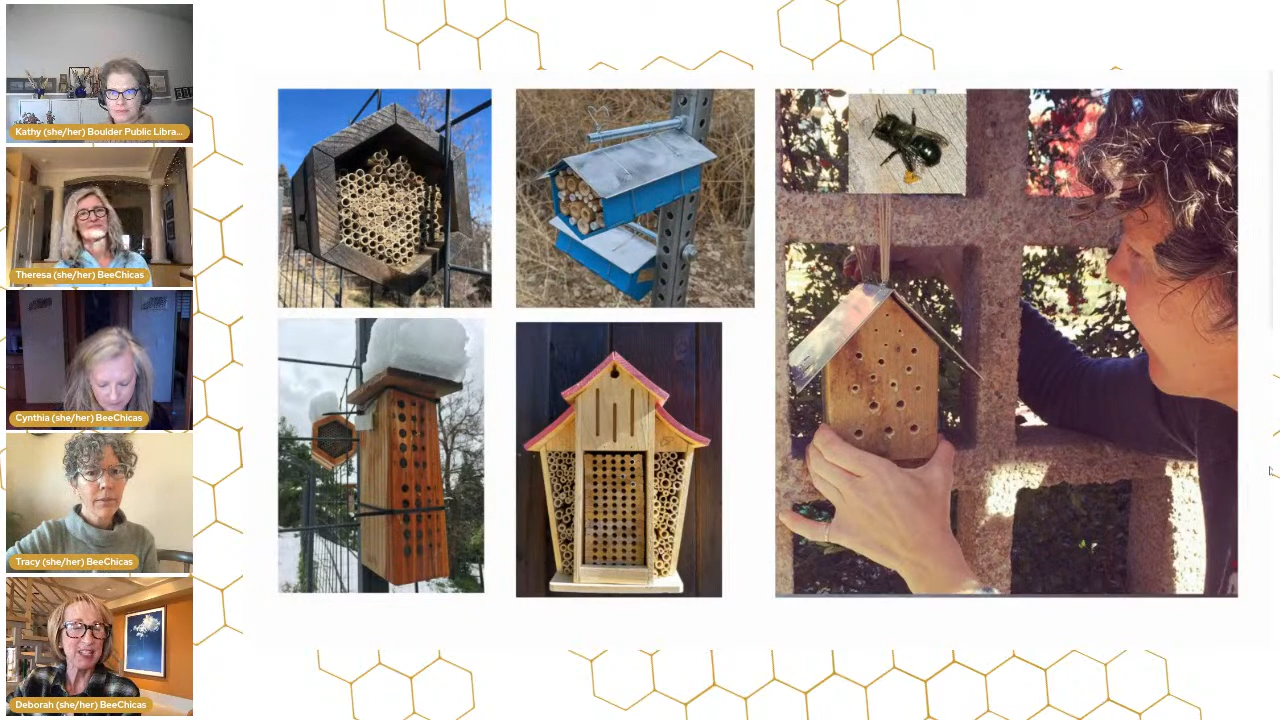 Kathy (she/her) Boulder Public Libra...
Theresa (she/her) BeeChicas
Cynthia (she/her) BeeChicas
Tracy (she/her) BeeChicas
Deborah (she/her) BeeChicas